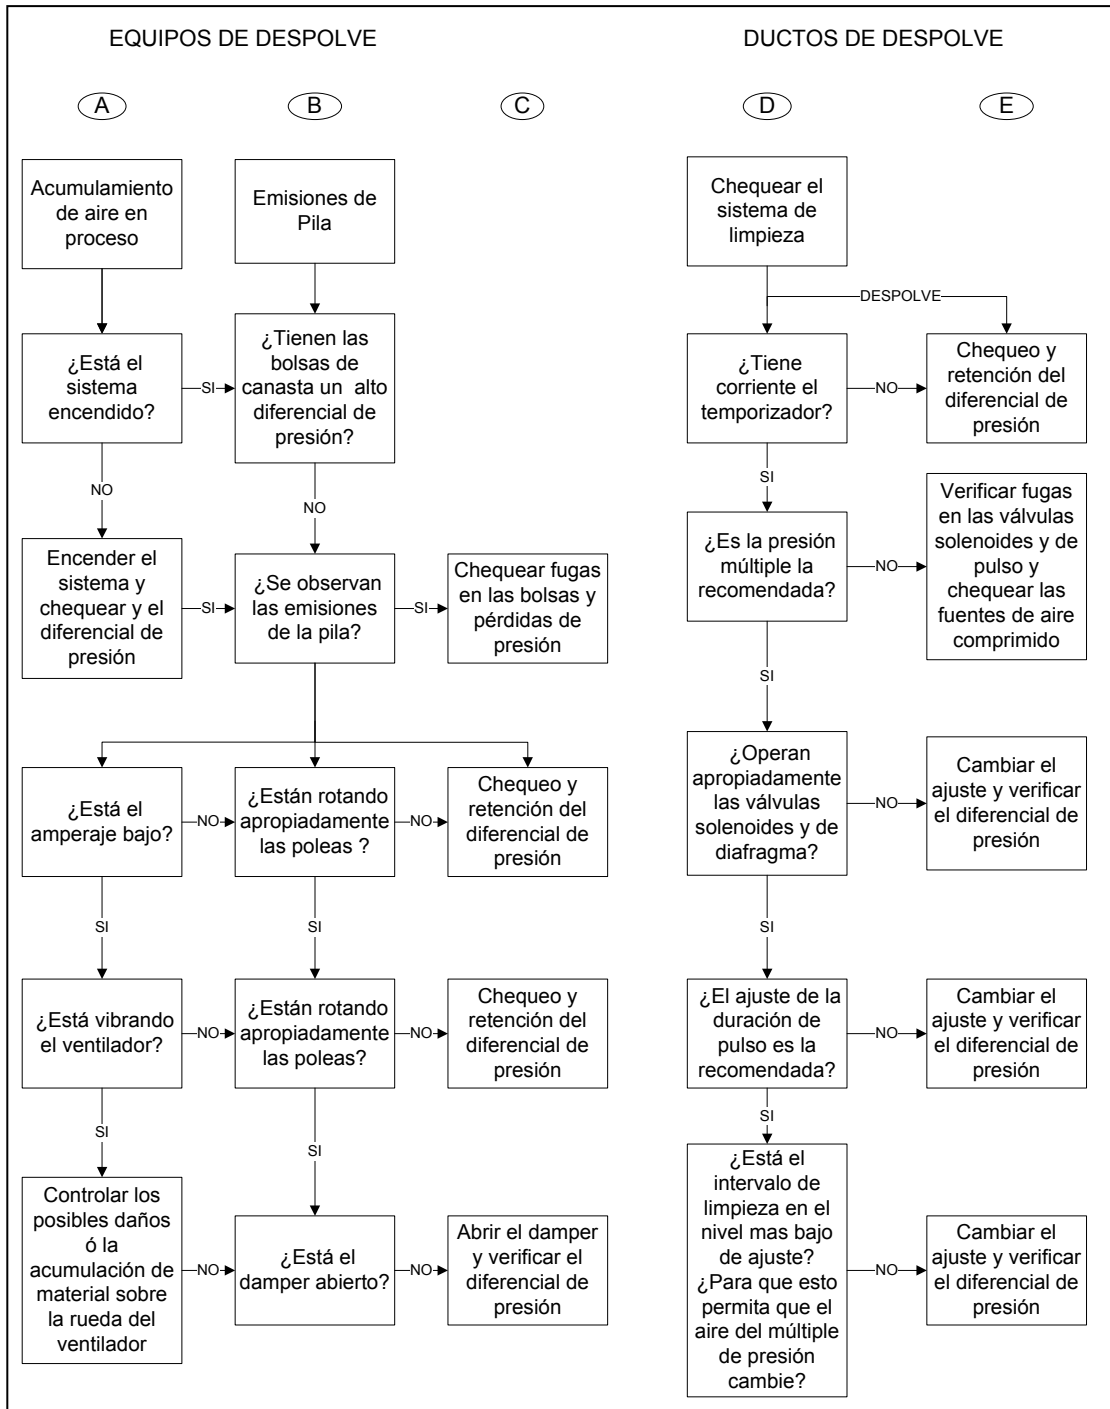 EQUIPOS DE DESPOLVE
DUCTOS DE DESPOLVE
A
B
C
D
E
Acumulamiento
de aire en
proceso
Emisiones de
Pila
Chequear el
sistema de
limpieza
DESPOLVE
¿Está el
sistema
encendido?
SI
¿Tienen las
bolsas de
canasta un alto
diferencial de
presión?
¿Tiene
corriente el
temporizador?
NO
Chequeo y
retención del
diferencial de
presión
NO
NO
SI
Encender el
sistema y
chequear y el
diferencial de
presión
SI
¿Se observan
las emisiones
de la pila?
SI
Chequear fugas
en las bolsas y
pérdidas de
presión
¿Es la presión
múltiple la
recomendada?
NO
Verificar fugas
en las válvulas
solenoides y de
pulso y
chequear las
fuentes de aire
comprimido
SI
¿Está el
amperaje bajo?
NO
¿Están rotando
apropiadamente
las poleas ?
NO
Chequeo y
retención del
diferencial de
presión
¿Operan
apropiadamente
las válvulas
solenoides y de
diafragma?
NO
Cambiar el
ajuste y verificar
el diferencial de
presión
SI
SI
SI
¿Está vibrando
el ventilador?
NO
¿Están rotando
apropiadamente
las poleas?
NO
Chequeo y
retención del
diferencial de
presión
¿El ajuste de la
duración de
pulso es la
recomendada?
NO
Cambiar el
ajuste y verificar
el diferencial de
presión
SI
SI
SI
Controlar los
posibles daños
ó la
acumulación de
material sobre
la rueda del
ventilador
NO
¿Está el
damper abierto?
NO
Abrir el damper
y verificar el
diferencial de
presión
¿Está el
intervalo de
limpieza en el
nivel mas bajo
de ajuste?
¿Para que esto
permita que el
aire del múltiple
de presión
cambie?
NO
Cambiar el
ajuste y verificar
el diferencial de
presión